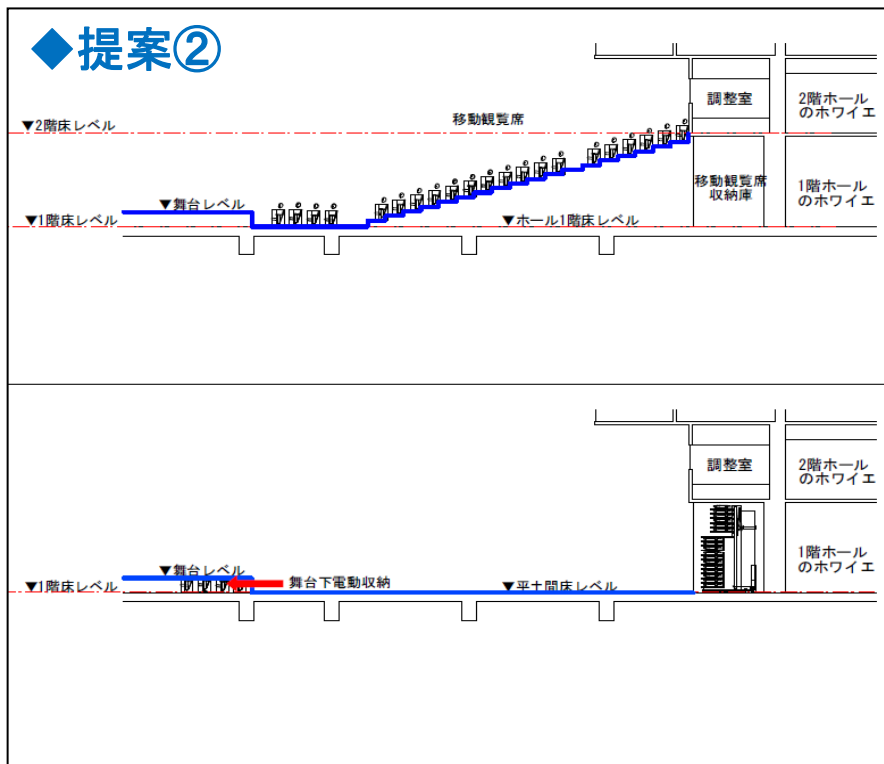 ◆提案②
調整室
2階ホール
のホワイエ
▼2階床レベル
移動観覧席
移動観覧席
収納庫
1階ホール
のホワイエ
▼舞台レベル
▼1階床レベル
▼ホール1階床レベル
調整室
2階ホール
のホワイエ
1階ホール
のホワイエ
▼舞台レベル
▼1階床レベル
舞台下電動収納
▼平土間床レベル